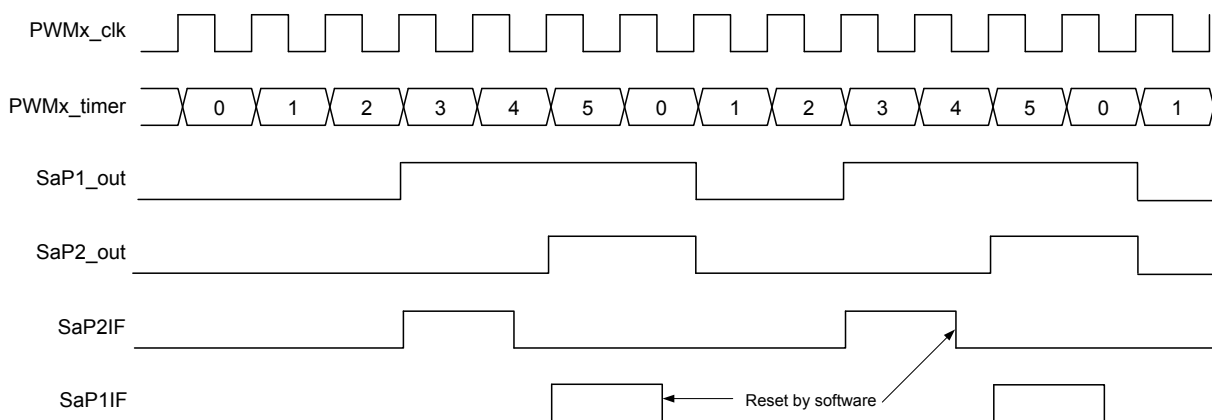 PWMx_clk
PWMx_timer 0 1 2 3 4 5 0 1 2 3 4 5 0 1
SaP1_out
SaP2_out
SaP2IF
SaP1IF Reset by software